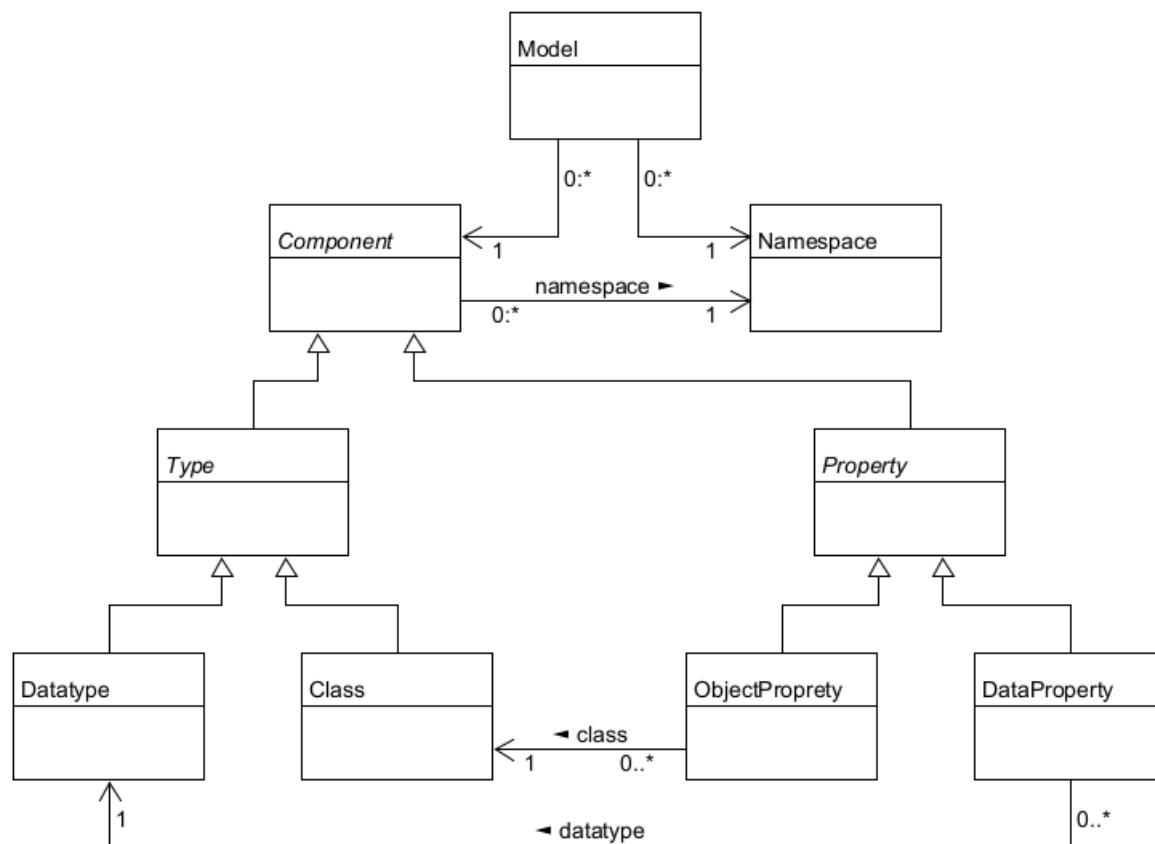 Model
0:*
0:*
Component
Namespace
1
1
namespace ►
0:*
1
Type
Property
Datatype
Class
ObjectProprety
DataProperty
◄ class
1
0..*
1
◄ datatype
0..*